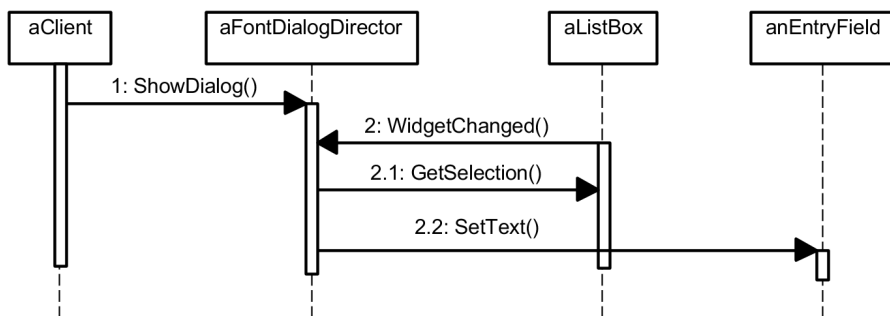 aClient
aFontDialogDirector
aListBox
anEntryField
1: ShowDialog()
2: WidgetChanged()
2.1: GetSelection()
2.2: SetText()